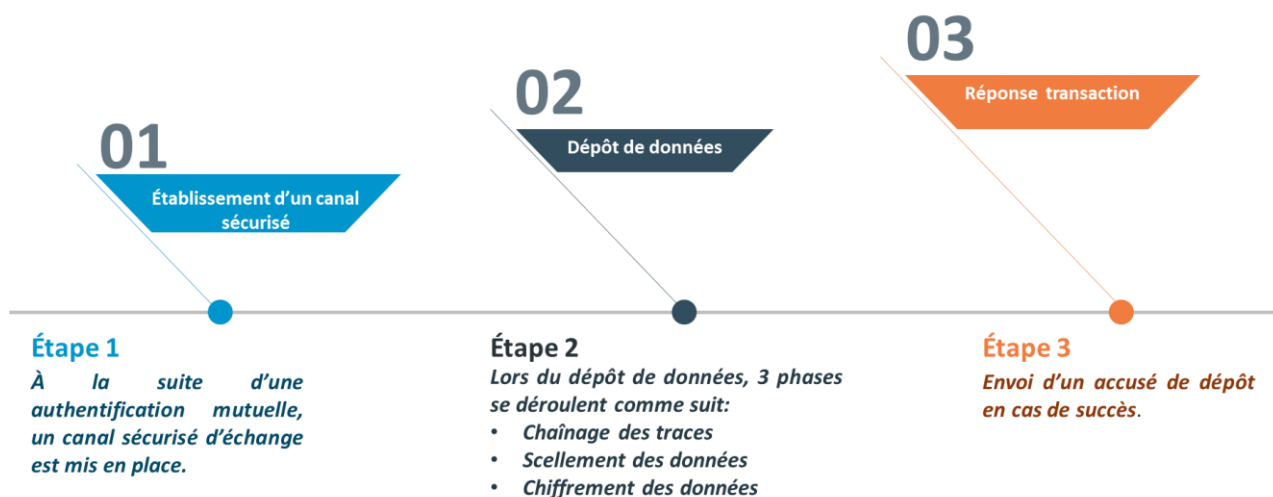 01
Établissement d'un canal
sécurisé
Étape 1
À la suite d'une
authentification mutuelle,
un canal sécurisé d'échange
est mis en place.
02
Dépôt de données
Étape 2
Lors du dépôt de données, 3 phases
se déroulent comme suit:
• Chaînage des traces
• Scellement des données
• Chiffrement des données
03
Réponse transaction
Étape 3
Envoi d'un accusé de dépôt
en cas de succès.